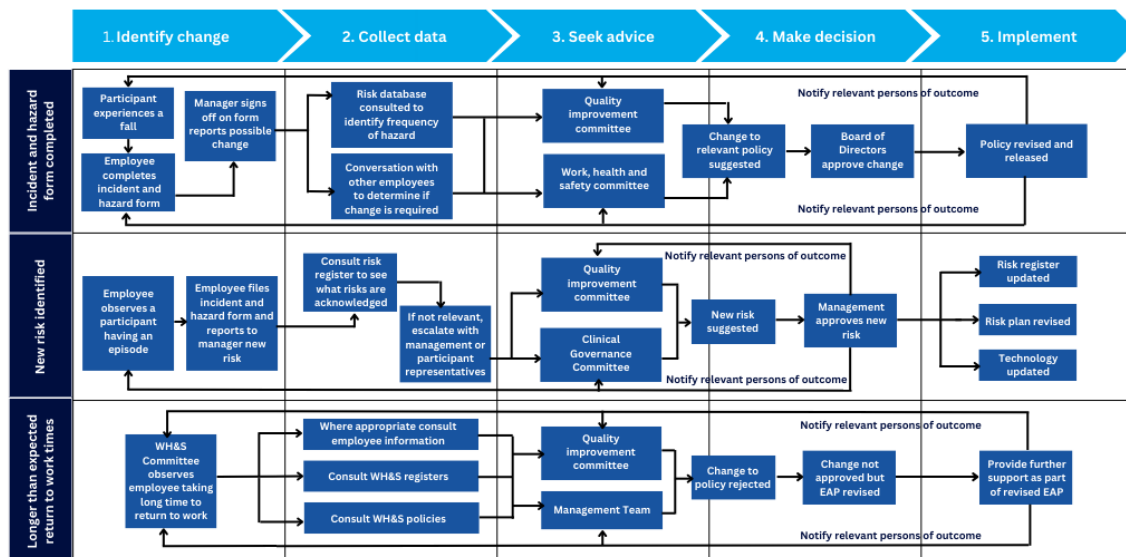 1. Identify change
2. Collect data
3. Seek advice
4. Make decision
5. Implement
Incident and hazard
form completed
Participant
experiences a
fall
Employee
completes
incident and
hazard form
Manager signs
off on form
reports possible
change
Risk database
consulted to
identify frequency
of hazard
Conversation with
other employees
to determine if
change is required
Quality
improvement
committee
Work, health and
safety committee
Change to
relevant policy
suggested
Board of
Directors
approve change
Notify relevant persons of outcome
Policy revised and
released
Notify relevant persons of outcome
New risk identified
Employee
observes a
participant
having an
episode
Employee files
incident and
hazard form and
reports to
manager new
risk
Consult risk
register to see
what risks are
acknowledged
If not relevant,
escalate with
management or
participant
representatives
Quality
improvement
committee
Clinical
Governance
Committee
Notify relevant persons of outcome
New risk
suggested
Management
approves new
risk
Notify relevant persons of outcome
Risk register
updated
Risk plan revised
Technology
updated
Longer than expected
return to work times
WH&S
Committee
observes
employee taking
long time to
return to work
Where appropriate consult
employee information
Consult WH&S registers
Consult WH&S policies
Quality
improvement
committee
Management Team
Change to
policy rejected
Change not
approved but
EAP revised
Notify relevant persons of outcome
Provide further
support as part
of revised EAP
Notify relevant persons of outcome